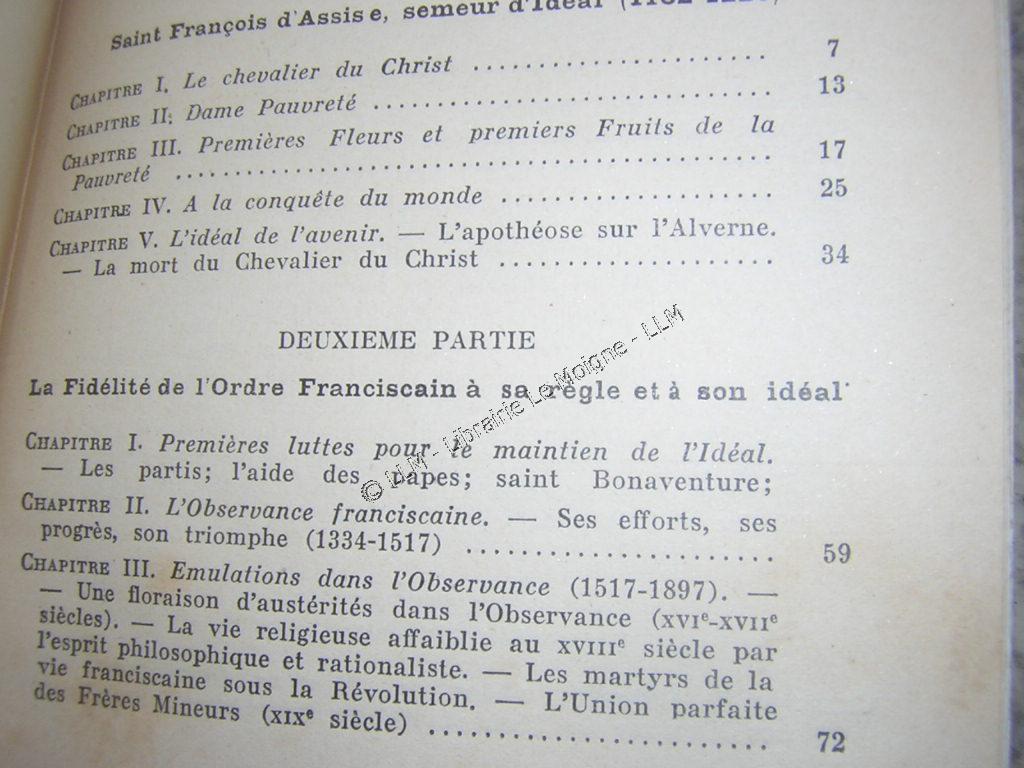 Saint François d'Assise, semeur d'Idéal
CHAPITRE I. Le chevalier du Christ ........................ 7
CHAPITRE II. Dame Pauvreté ................................ 13
CHAPITRE III. Premières Fleurs et premiers Fruits de la
Pauvreté ................................................ 17
CHAPITRE IV. A la conquête du monde ..................... 25
CHAPITRE V. L'idéal de l'avenir. — L'apothéose sur l'Alverne.
— La mort du Chevalier du Christ ..................... 34
DEUXIEME PARTIE
La Fidélité de l'Ordre Franciscain à sa règle et à son idéal
CHAPITRE I. Premières luttes pour le maintien de l'Idéal.
— Les partis; l'aide des papes; saint Bonaventure;
CHAPITRE II. L'Observance franciscaine. — Ses efforts, ses
progrès, son triomphe (1334-1517) ....................... 59
CHAPITRE III. Emulations dans l'Observance (1517-1897). —
— Une floraison d'austérités dans l'Observance (XVIe-XVIIe
siècles). — La vie religieuse affaiblie au XVIIIe siècle par
l'esprit philosophique et rationaliste. — Les martyrs de la
vie franciscaine sous la Révolution. — L'Union parfaite
des Frères Mineurs (XIXe siècle) ......................... 72
© LLM - Librairie Le Moigne - LLM